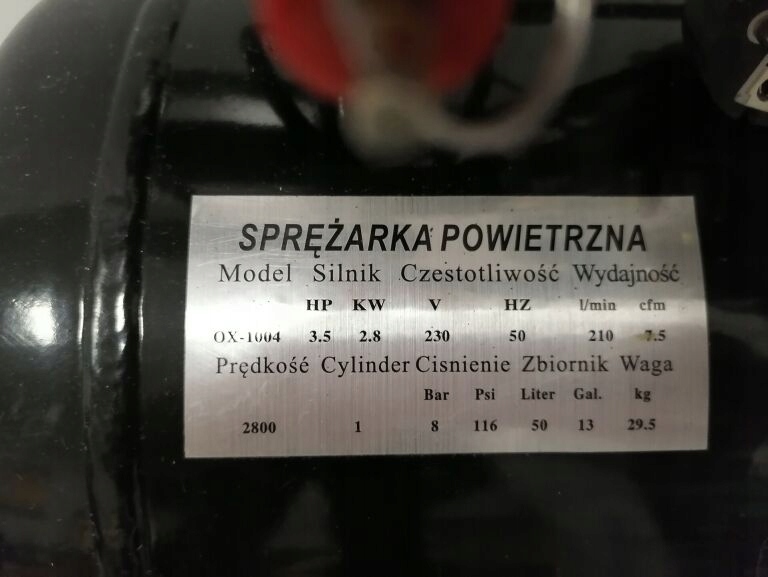 SPRĘŻARKA POWIETRZNA
Model Silnik Czestotliwość Wydajność
HP KW V HZ l/min cfm
OX-1004 3.5 2.8 230 50 210 7.5
Prędkość Cylinder Cisnienie Zbiornik Waga
Bar Psi Liter Gal. kg
2800 1 8 116 50 13 29.5